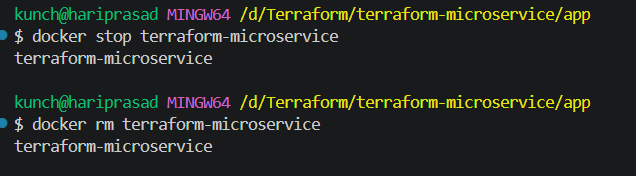 kunch@hariprasad MINGW64 /d/Terraform/terraform-microservice/app
$ docker stop terraform-microservice
terraform-microservice
kunch@hariprasad MINGW64 /d/Terraform/terraform-microservice/app
$ docker rm terraform-microservice
terraform-microservice